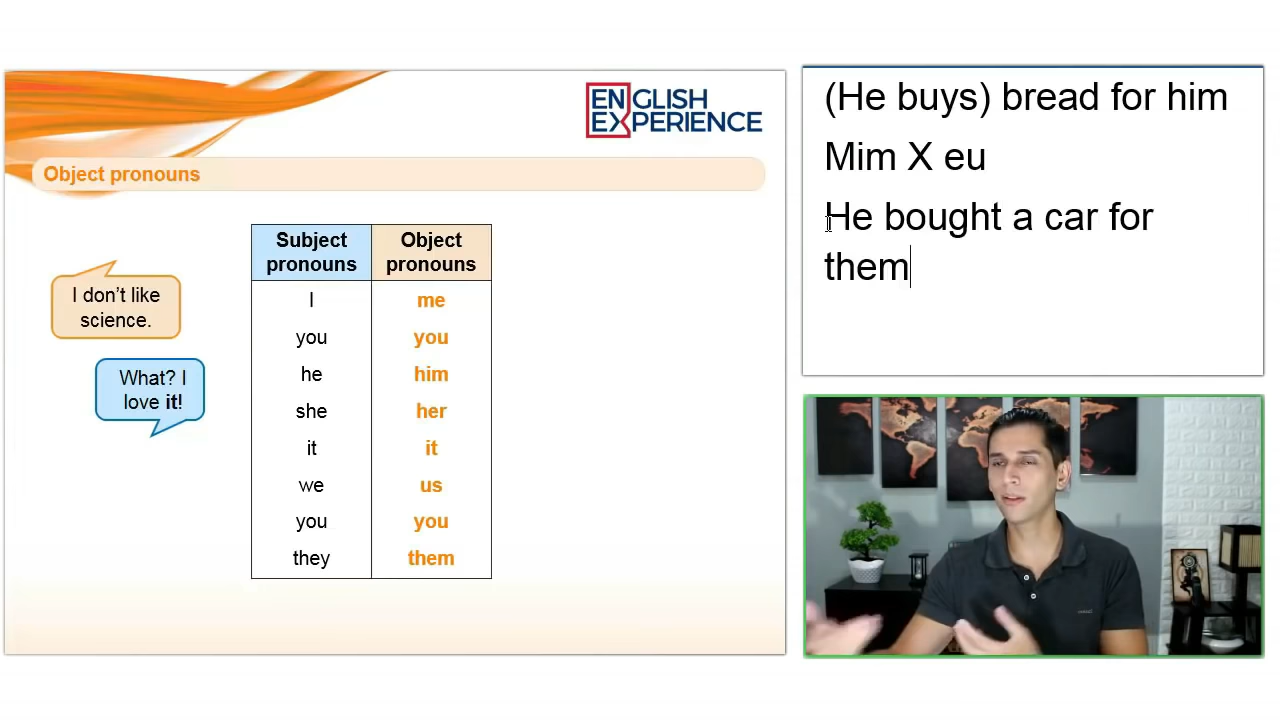 ENGLISH
EXPERIENCE
Object pronouns
I don’t like
science.
What? I
love it!
Subject pronouns Object pronouns
I me
you you
he him
she her
it it
we us
you you
they them
(He buys) bread for him
Mim X eu
He bought a car for
them